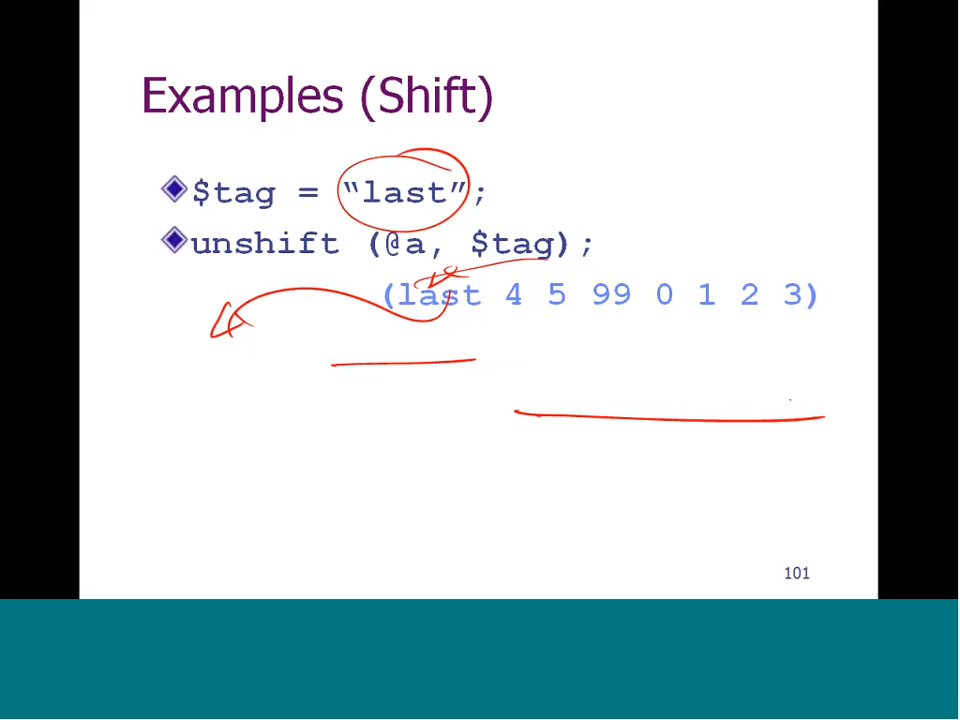 Examples (Shift)
$tag = “last”;
unshift (@a, $tag);
(last 4 5 99 0 1 2 3)
101